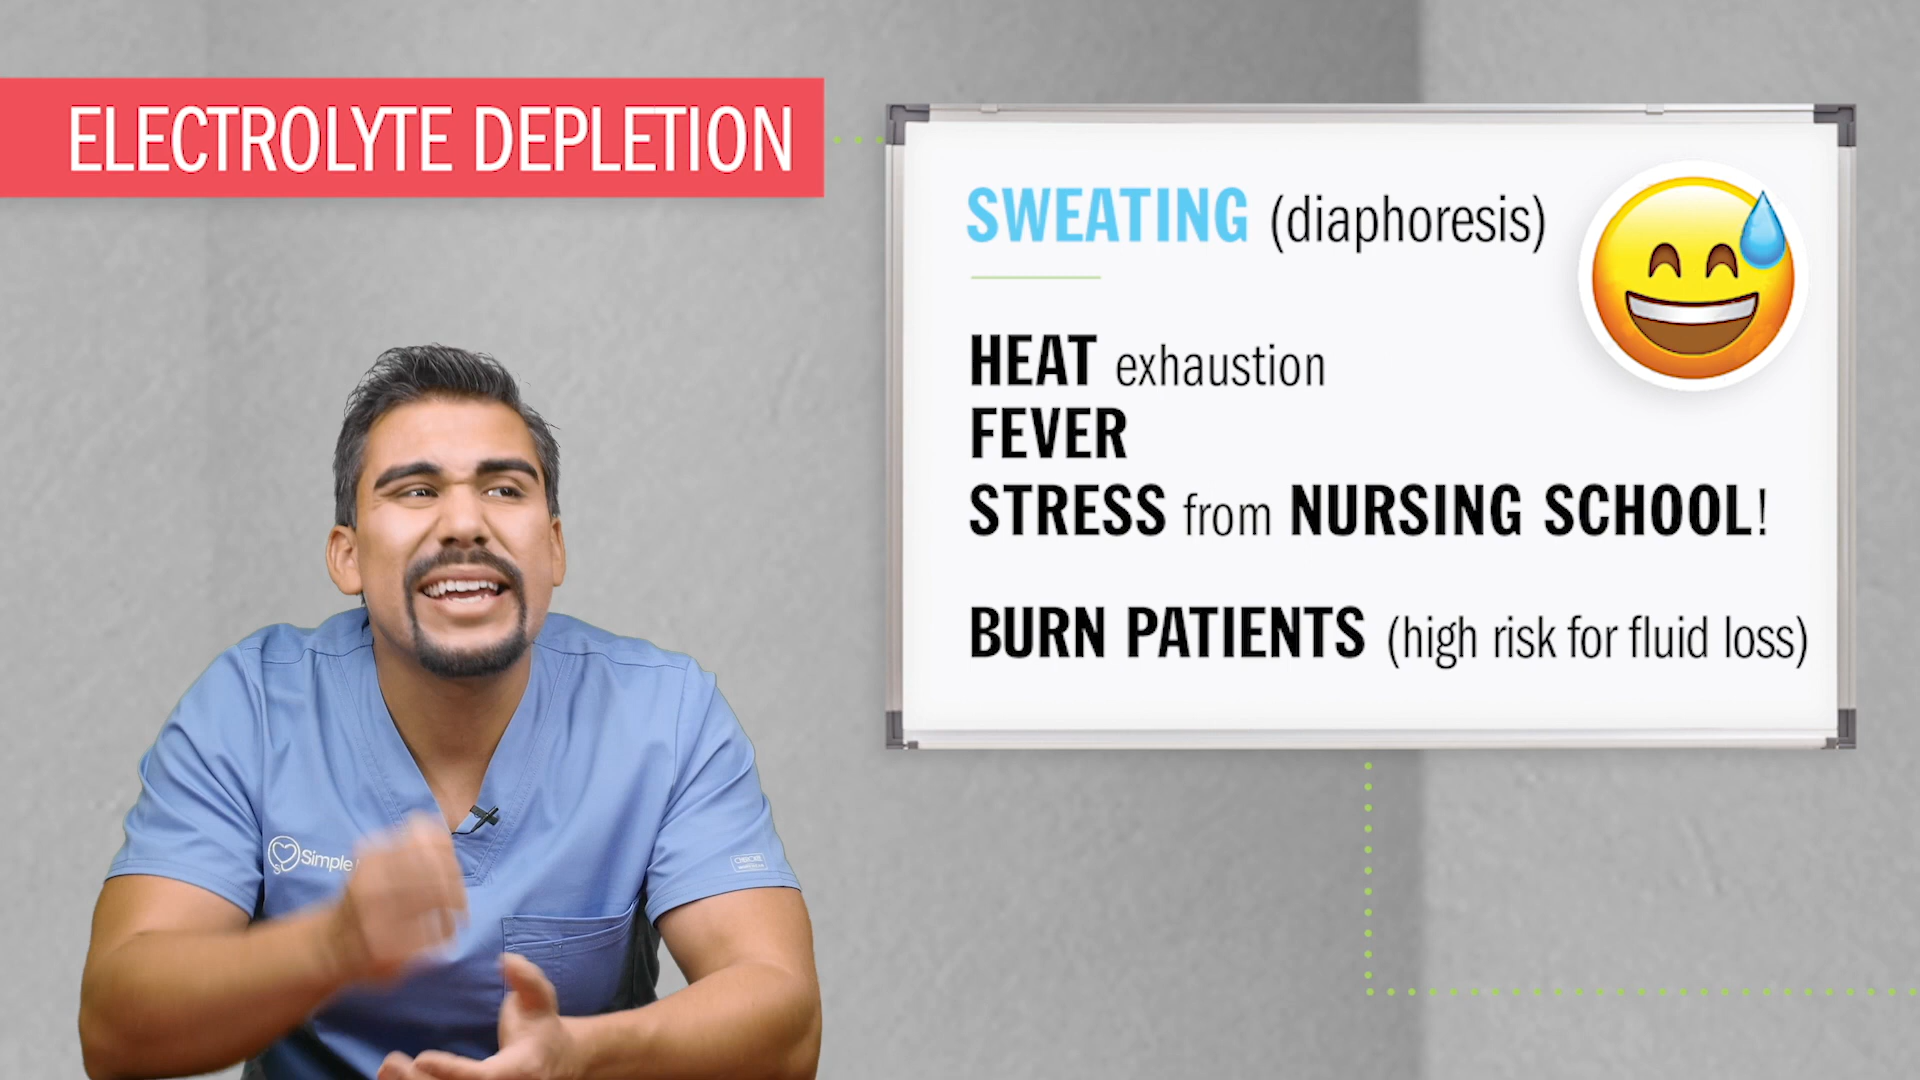 ELECTROLYTE DEPLETION
SWEATING (diaphoresis)
HEAT exhaustion
FEVER
STRESS from NURSING SCHOOL!
BURN PATIENTS (high risk for fluid loss)
Simple